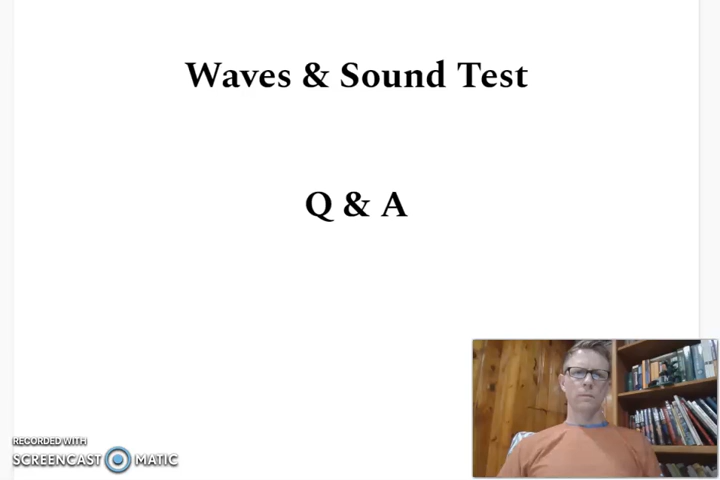 Waves & Sound Test
Q & A
RECORDED WITH
SCREENCAST MATIC